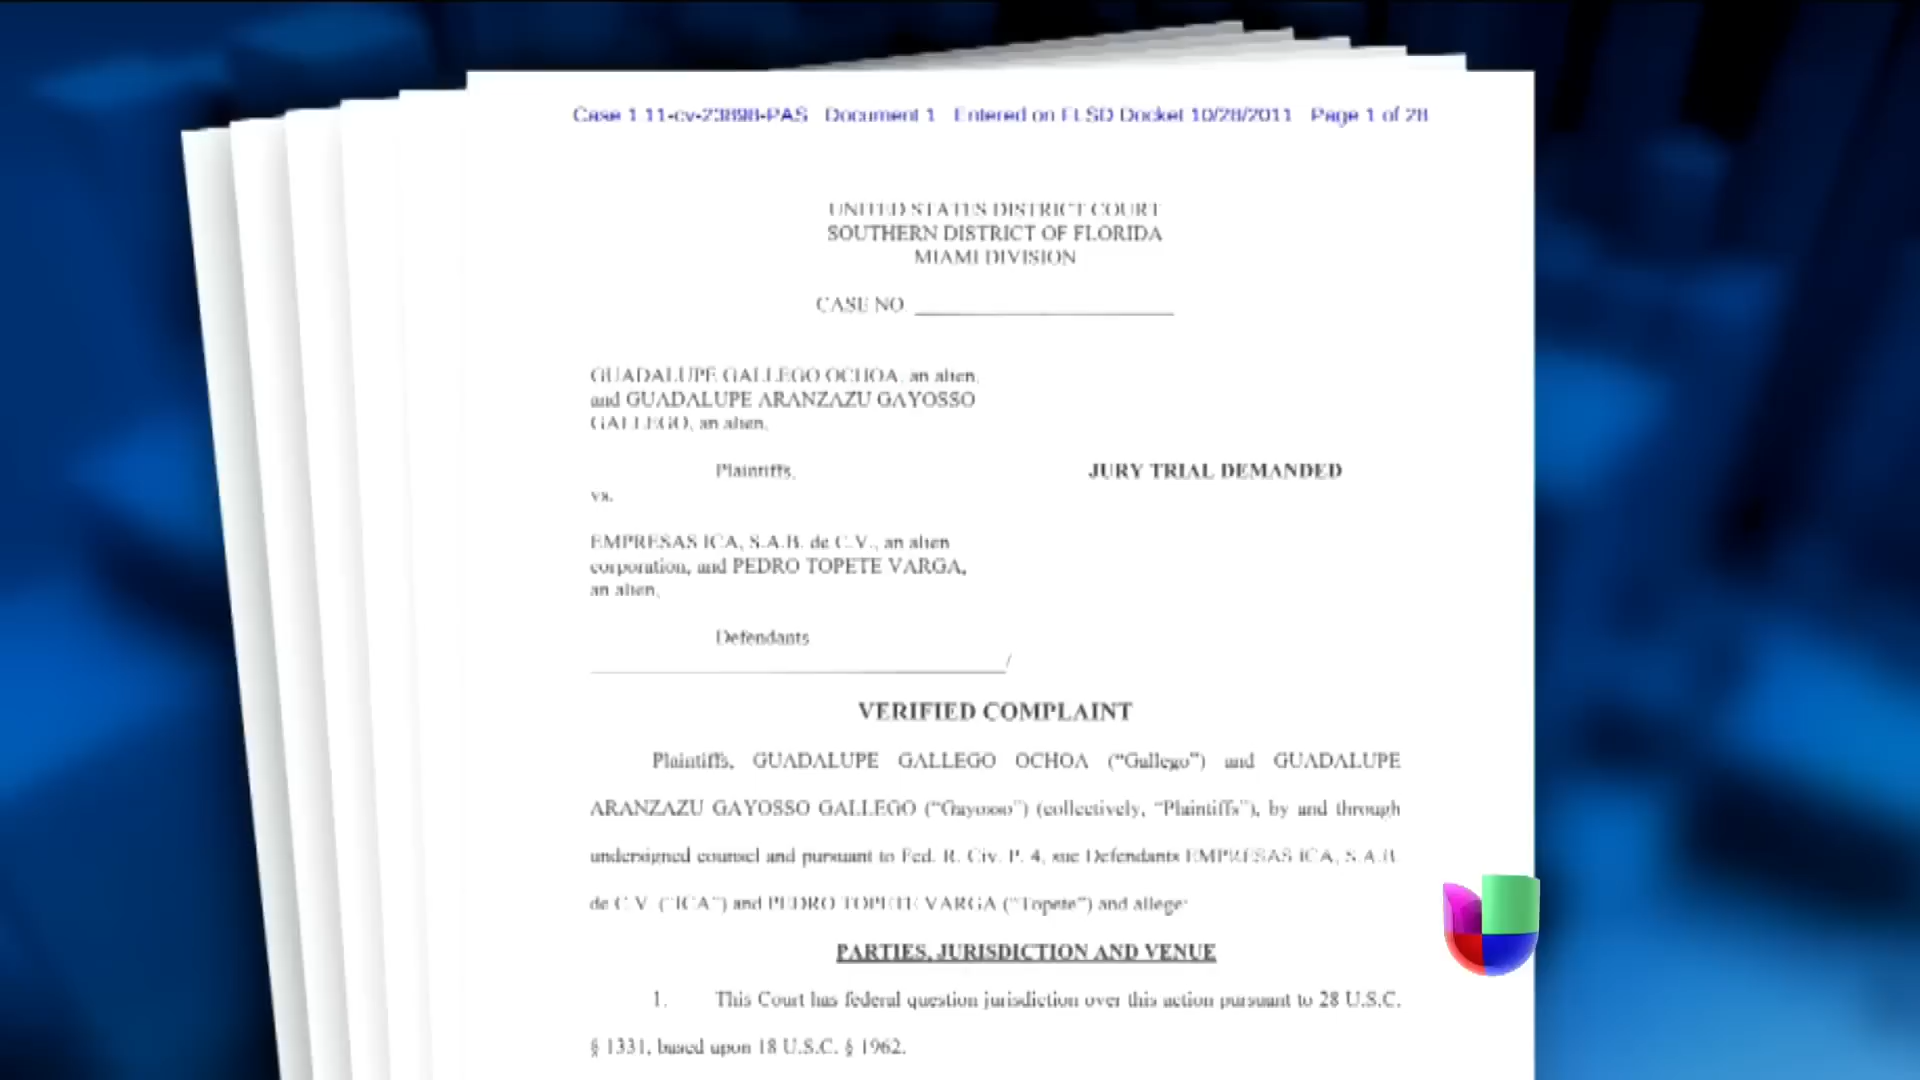 Case 1:11-cv-23898-PAS Document 1 Entered on FLSD Docket 10/28/2011 Page 1 of 28
UNITED STATES DISTRICT COURT
SOUTHERN DISTRICT OF FLORIDA
MIAMI DIVISION
CASE NO.
GUADALUPE GALLEGO OCHOA, an alien,
and GUADALUPE ARANZAZU GAYOSSO
GALLEGO, an alien,
Plaintiffs,
JURY TRIAL DEMANDED
vs.
EMPRESAS ICA, S.A.B. de C.V., an alien
corporation, and PEDRO TOPETE VARGA,
an alien,
Defendants
/
VERIFIED COMPLAINT
Plaintiffs, GUADALUPE GALLEGO OCHOA (“Gallego”) and GUADALUPE
ARANZAZU GAYOSSO GALLEGO (“Gayosso”) (collectively, “Plaintiffs”), by and through
undersigned counsel and pursuant to Fed. R. Civ. P. 4, sue Defendants EMPRESAS ICA, S.A.B.
de C.V. (“ICA”) and PEDRO TOPETE VARGA (“Topete”) and allege:
PARTIES, JURISDICTION AND VENUE
1. This Court has federal question jurisdiction over this action pursuant to 28 U.S.C.
§ 1331, based upon 18 U.S.C. § 1962.